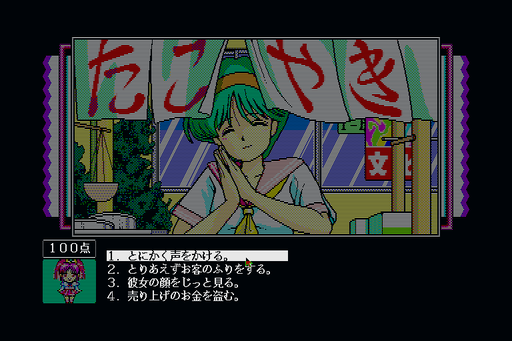 たこやき
文
100点
1. とにかく声をかける。
2. とりあえずお客のふりをする。
3. 彼女の顔をじっと見る。
4. 売り上げのお金を盗む。